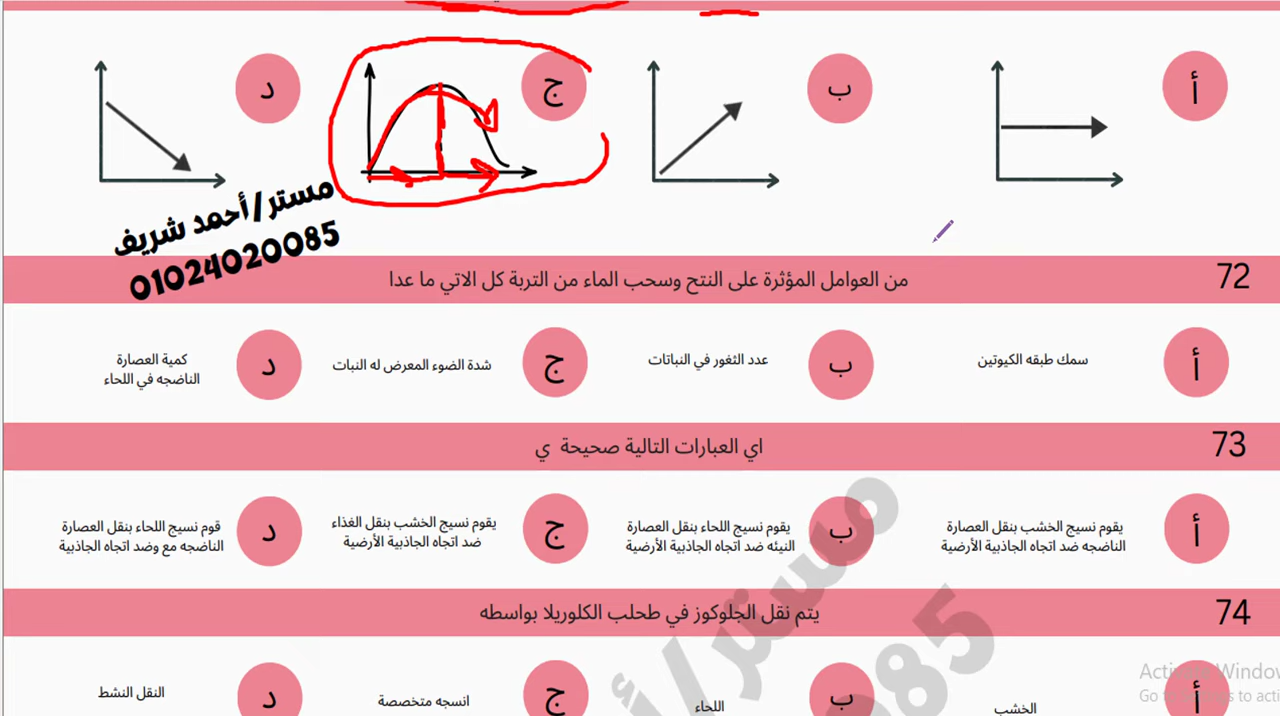 أ
ب
ج
د
مستر/أحمد شريف
01024020085
72
من العوامل المؤثرة على النتح وسحب الماء من التربة كل الاتي ما عدا
أ
سمك طبقه الكيوتين
ب
عدد الثغور في النباتات
ج
شدة الضوء المعرض له النبات
د
كمية العصارة
الناضجه في اللحاء
73
اي العبارات التالية صحيحة ي
أ
يقوم نسيج الخشب بنقل العصارة
الناضجه ضد اتجاه الجاذبية الأرضية
ب
يقوم نسيج اللحاء بنقل العصارة
النيئه ضد اتجاه الجاذبية الأرضية
ج
يقوم نسيج الخشب بنقل الغذاء
ضد اتجاه الجاذبية الأرضية
د
قوم نسيج اللحاء بنقل العصارة
الناضجه مع وضد اتجاه الجاذبية
74
يتم نقل الجلوكوز في طحلب الكلوريلا بواسطه
أ
الخشب
ب
اللحاء
ج
انسجه متخصصة
د
النقل النشط
مستر/أ
85
Activate Window